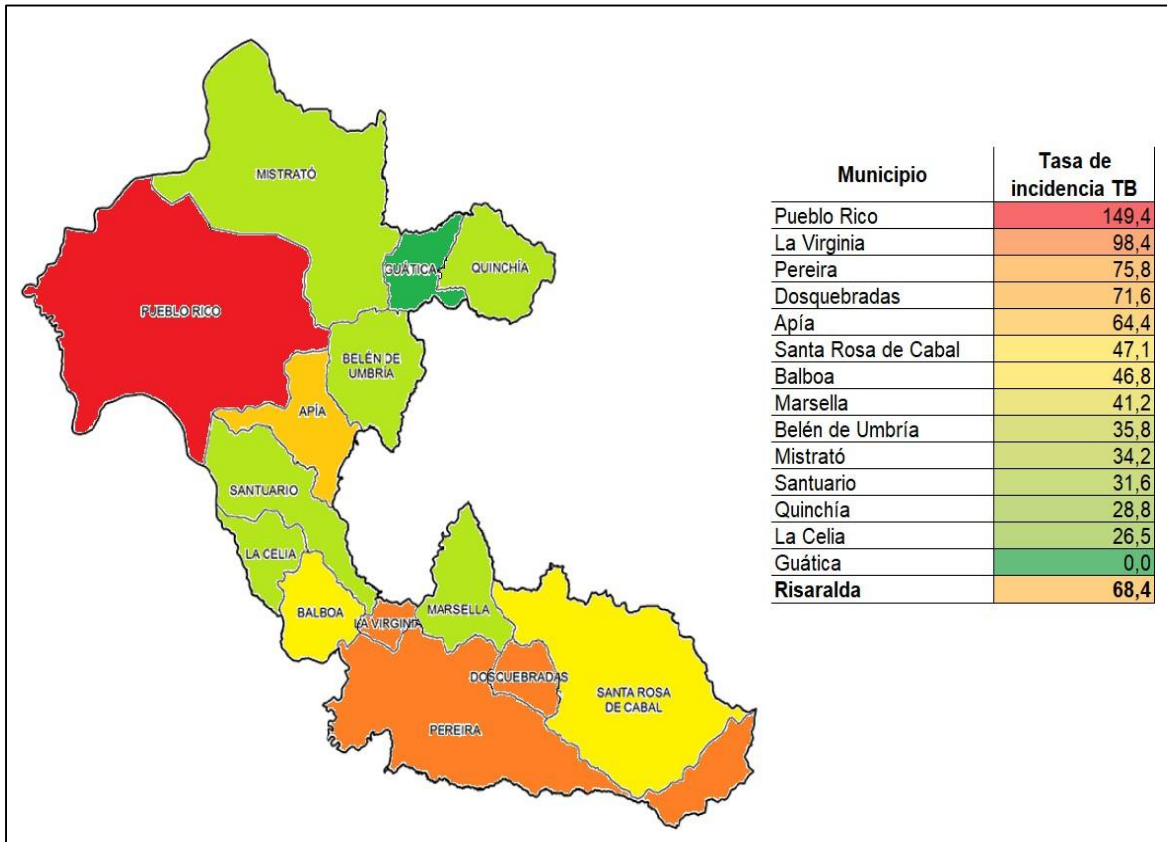 MISTRATÓ
GUÁTICA
QUINCHÍA
PUEBLO RICO
BELÉN DE
UMBRÍA
APÍA
SANTUARIO
LA CELIA
BALBOA
LA VIRGINIA
MARSELLA
DOSQUEBRADAS
SANTA ROSA
DE CABAL
PEREIRA
Municipio Tasa de
incidencia TB
Pueblo Rico 149,4
La Virginia 98,4
Pereira 75,8
Dosquebradas 71,6
Apía 64,4
Santa Rosa de Cabal 47,1
Balboa 46,8
Marsella 41,2
Belén de Umbría 35,8
Mistrató 34,2
Santuario 31,6
Quinchía 28,8
La Celia 26,5
Guática 0,0
Risaralda 68,4